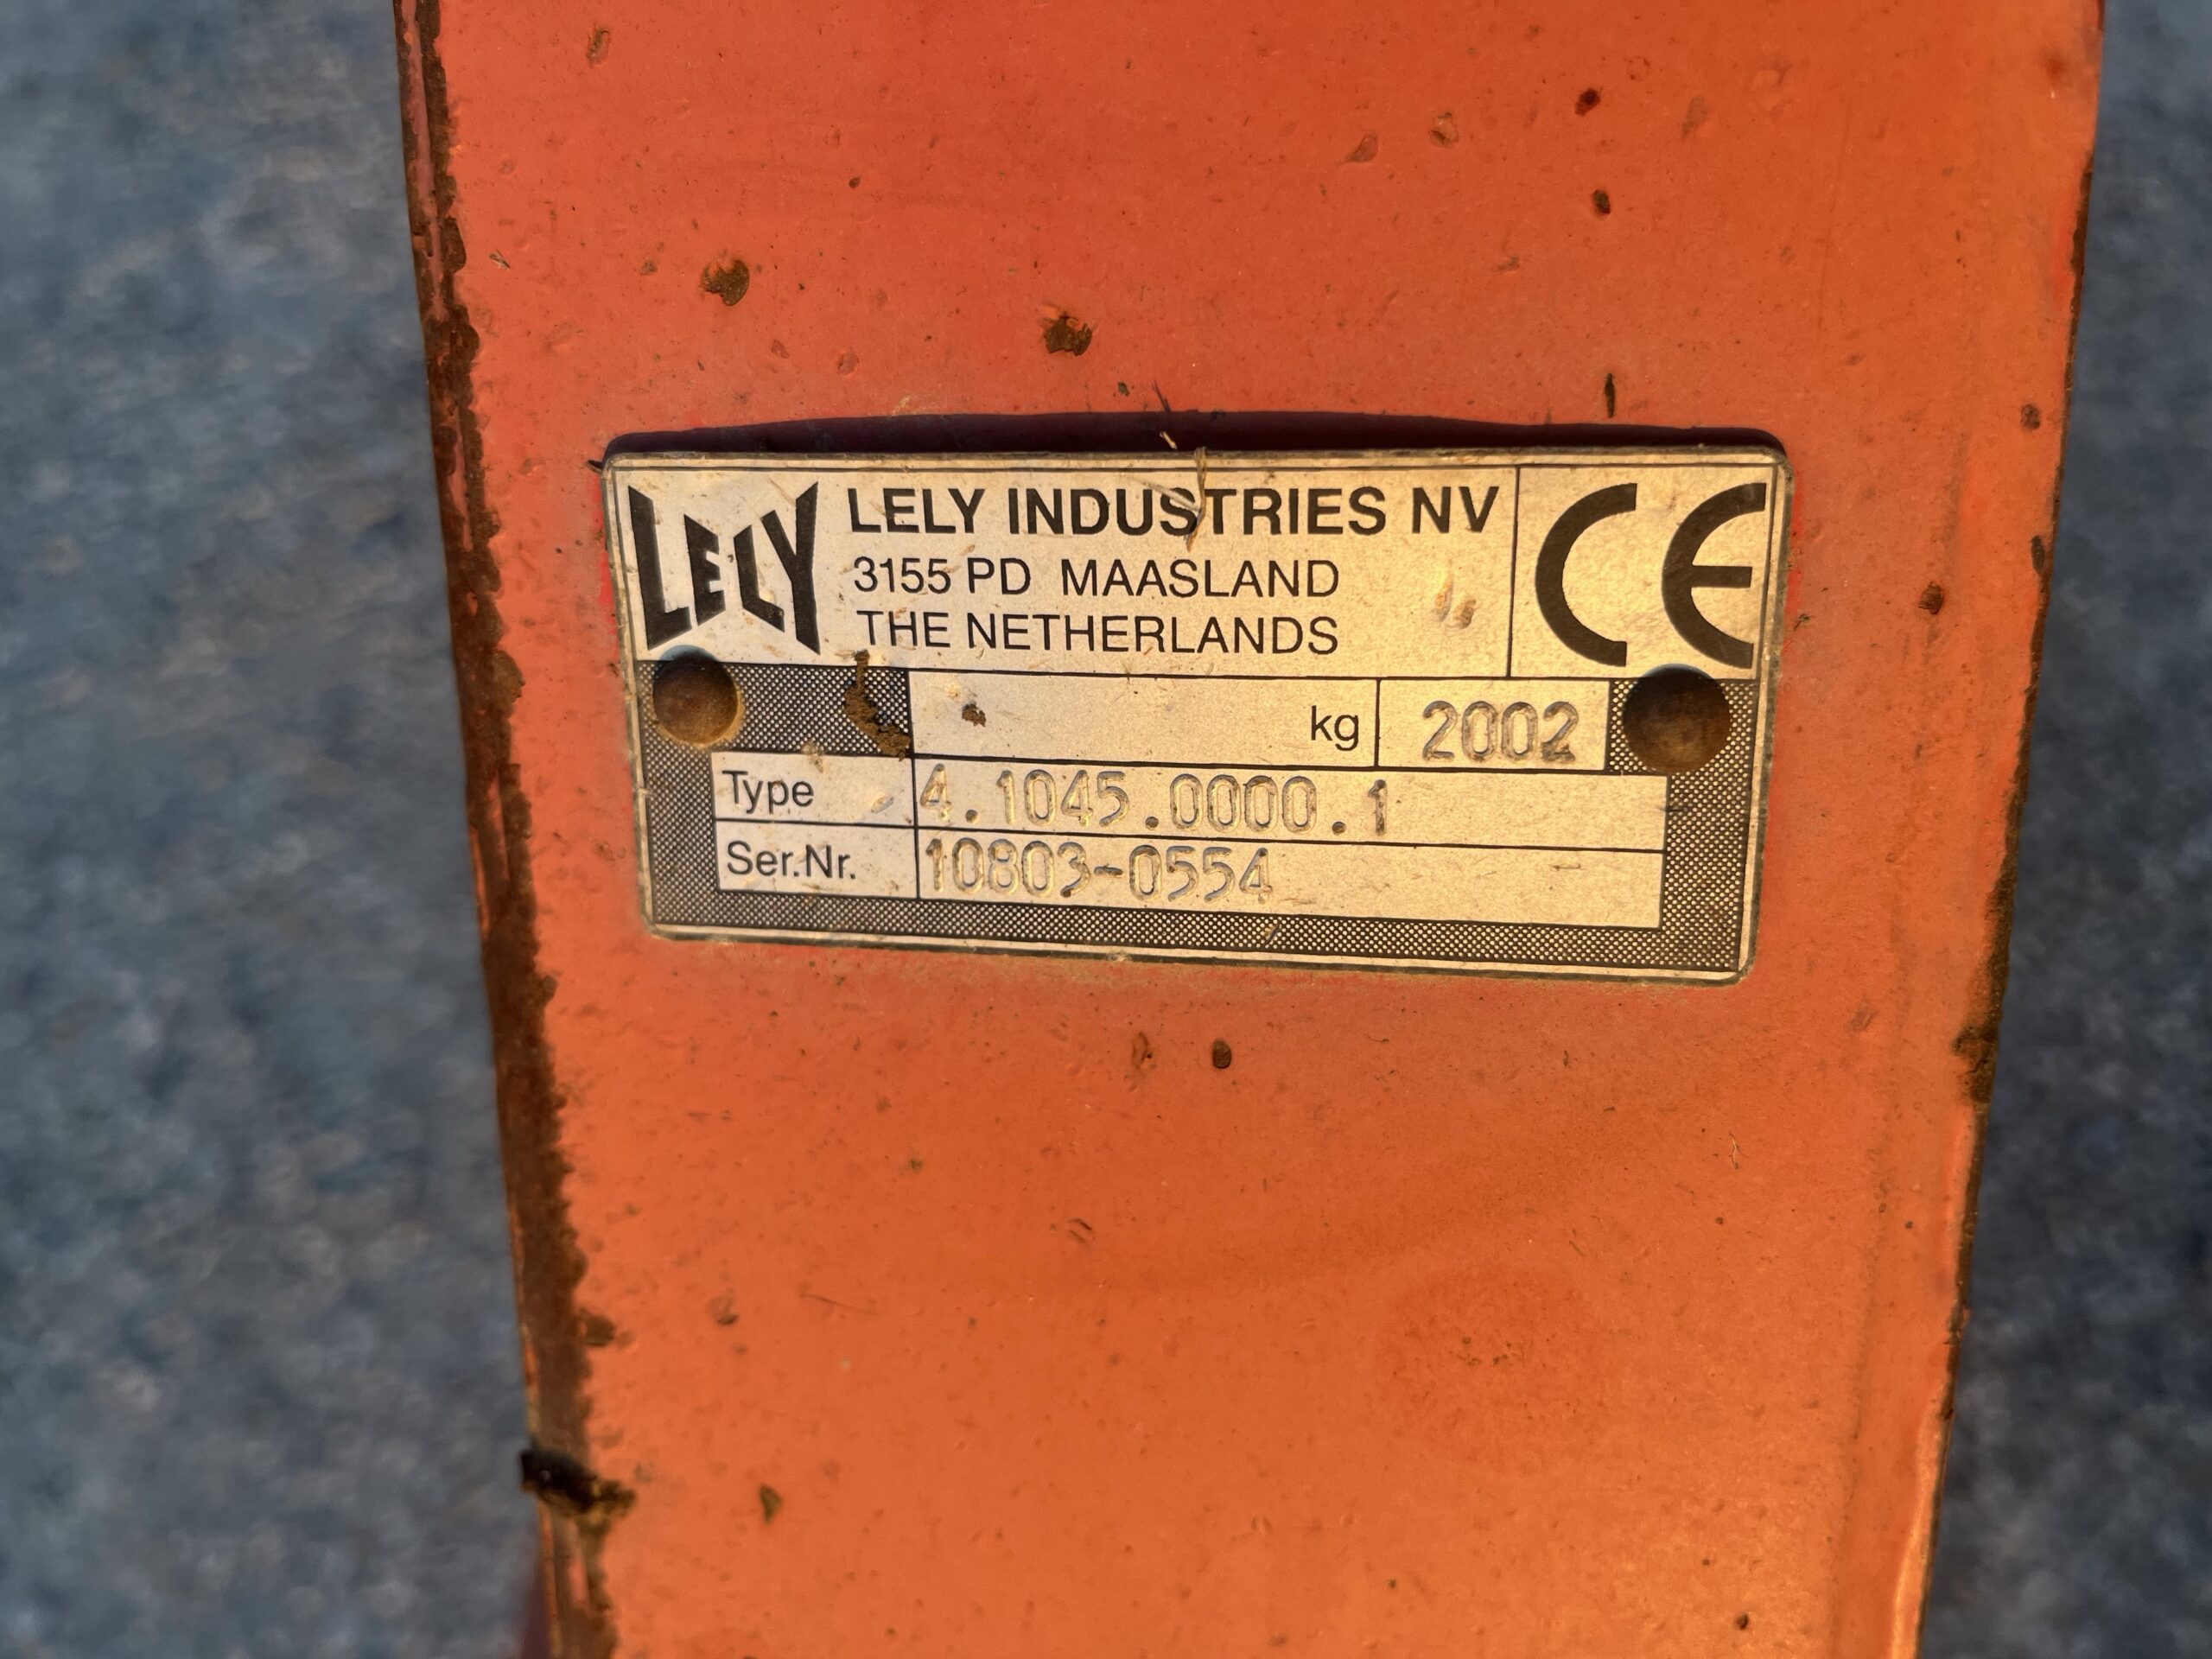 LELY
LELY INDUSTRIES NV
3155 PD MAASLAND
THE NETHERLANDS
CE
kg 2002
Type 4.1045.0000.1
Ser.Nr. 10803-0554